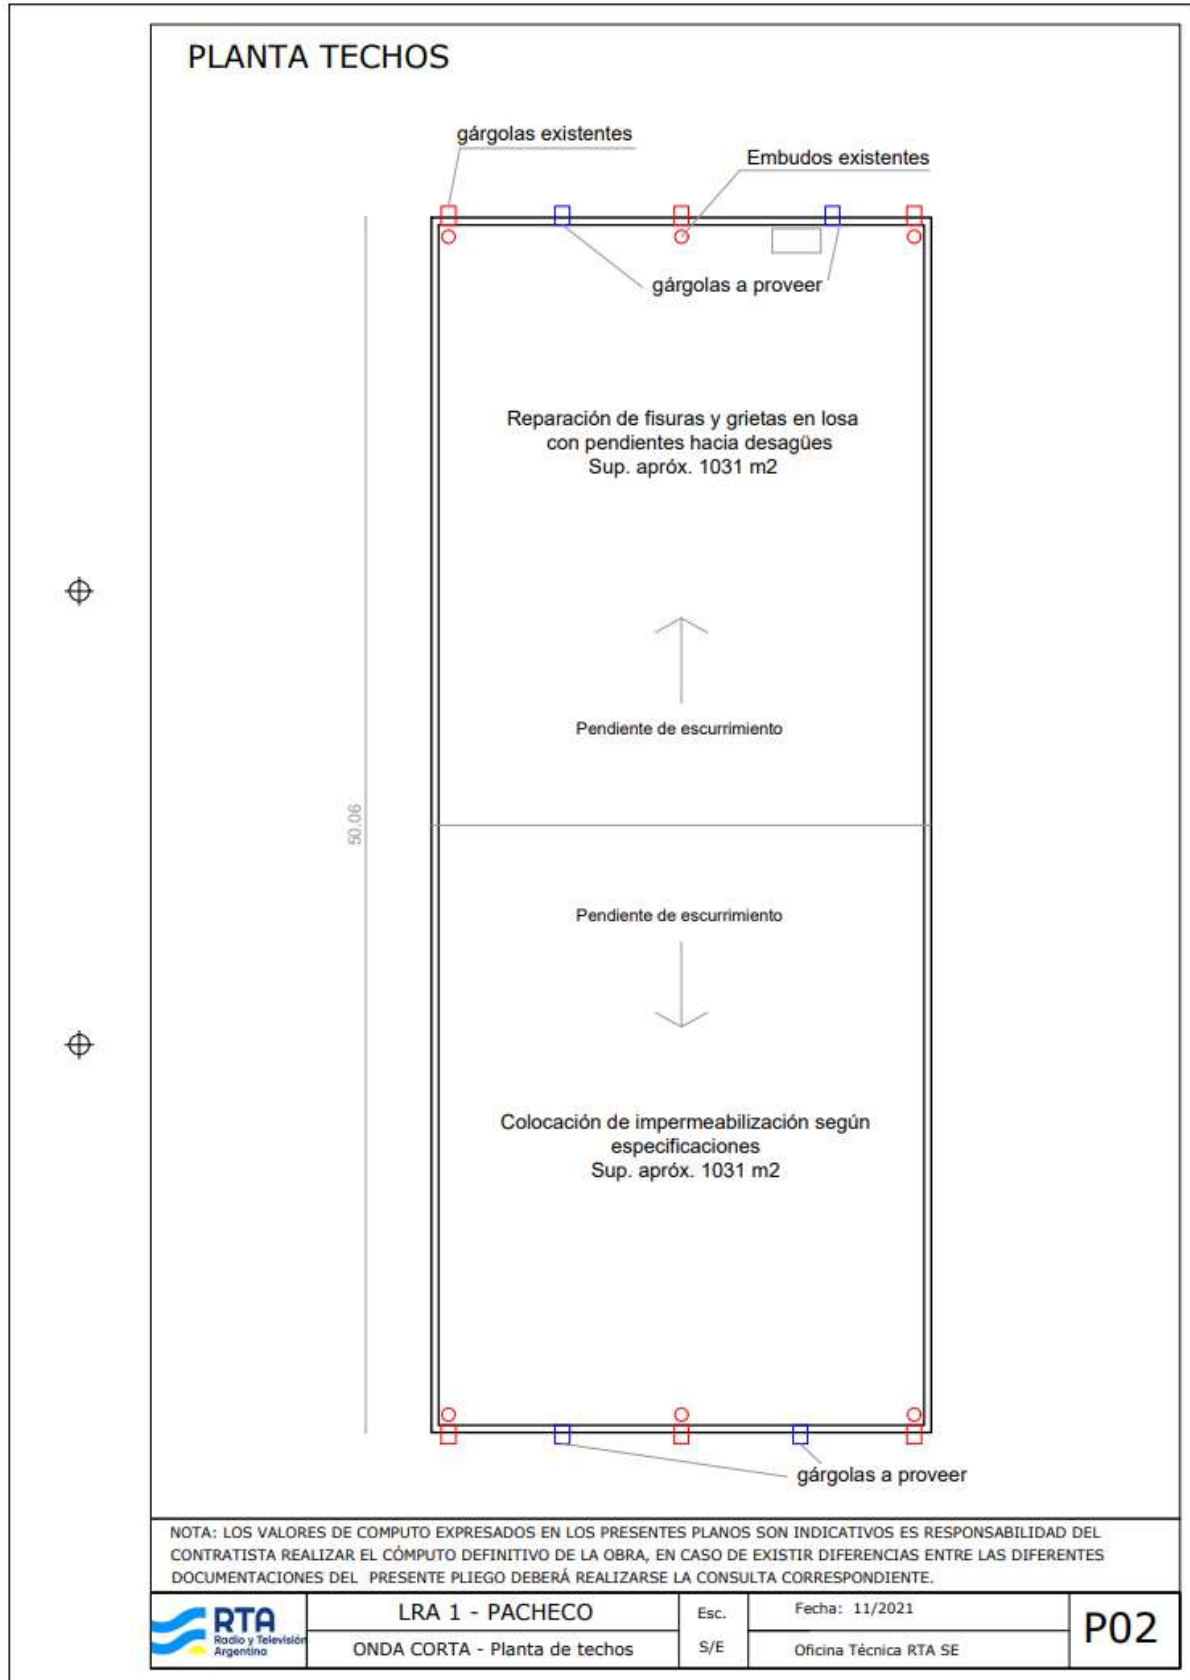 PLANTA TECHOS
gárgolas existentes
Embudos existentes
gárgolas a proveer
Reparación de fisuras y grietas en losa
con pendientes hacia desagües
Sup. apróx. 1031 m2
Pendiente de escurrimiento
50.06
Pendiente de escurrimiento
Colocación de impermeabilización según
especificaciones
Sup. apróx. 1031 m2
gárgolas a proveer
NOTA: LOS VALORES DE COMPUTO EXPRESADOS EN LOS PRESENTES PLANOS SON INDICATIVOS ES RESPONSABILIDAD DEL
CONTRATISTA REALIZAR EL CÓMPUTO DEFINITIVO DE LA OBRA, EN CASO DE EXISTIR DIFERENCIAS ENTRE LAS DIFERENTES
DOCUMENTACIONES DEL PRESENTE PLIEGO DEBERÁ REALIZARSE LA CONSULTA CORRESPONDIENTE.
RTA
Radio y Televisión
Argentina
LRA 1 - PACHECO
ONDA CORTA - Planta de techos
Esc.
S/E
Fecha: 11/2021
Oficina Técnica RTA SE
P02